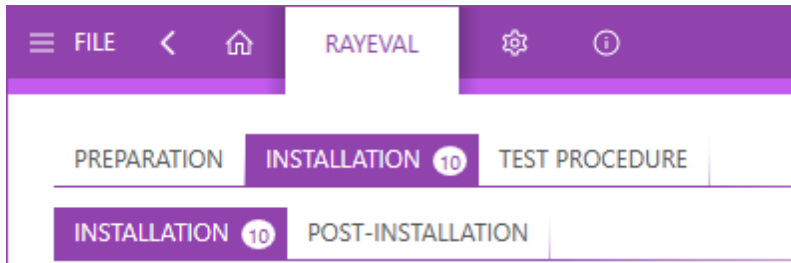 FILE RAYEVAL
PREPARATION INSTALLATION 10 TEST PROCEDURE
INSTALLATION 10 POST-INSTALLATION